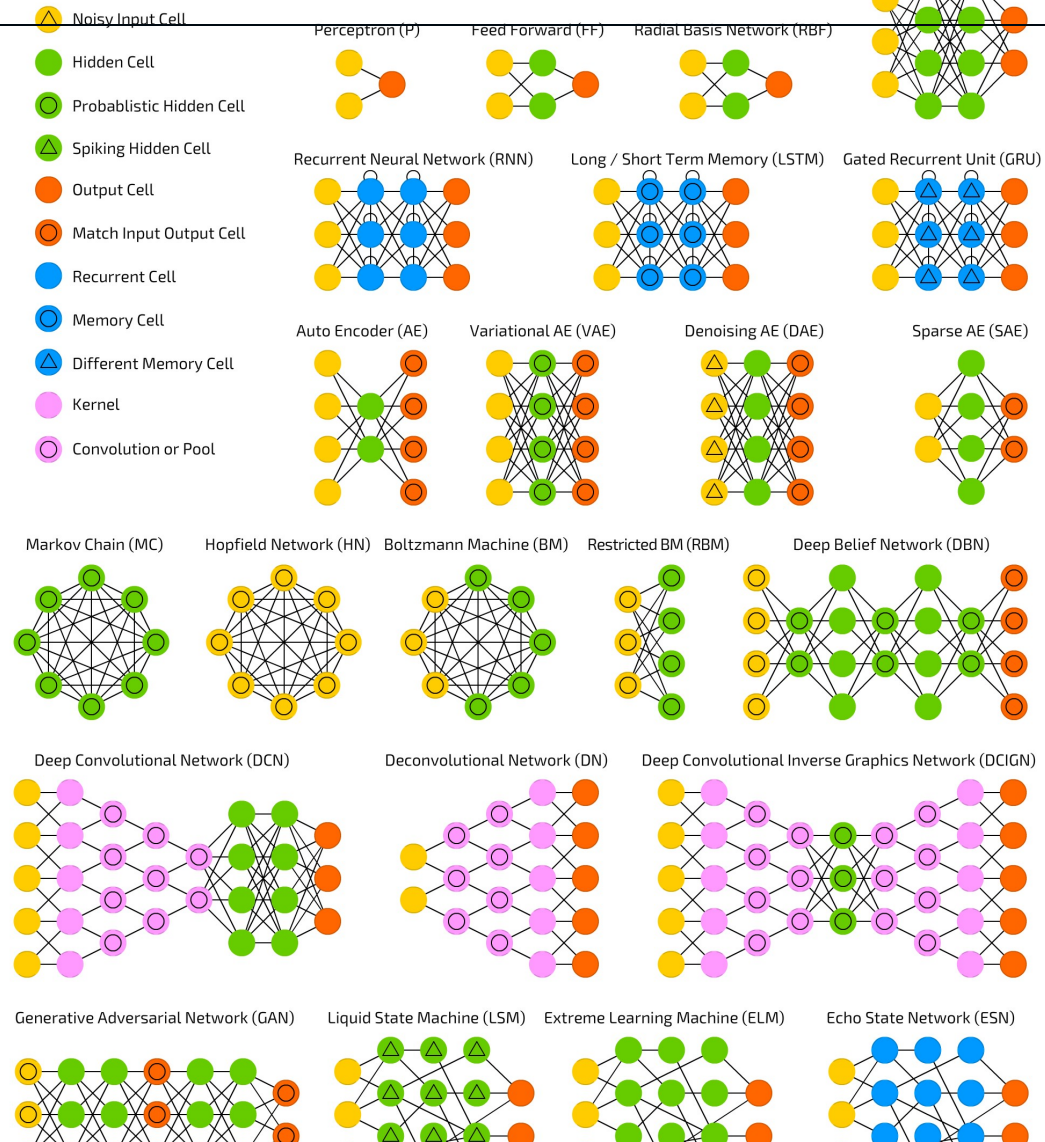 Noisy Input Cell
Perceptron (P)
Feed Forward (FF)
Radial Basis Network (RBF)
Hidden Cell
Probablistic Hidden Cell
Spiking Hidden Cell
Output Cell
Match Input Output Cell
Recurrent Cell
Memory Cell
Different Memory Cell
Kernel
Convolution or Pool
Recurrent Neural Network (RNN)
Long / Short Term Memory (LSTM)
Gated Recurrent Unit (GRU)
Auto Encoder (AE)
Variational AE (VAE)
Denoising AE (DAE)
Sparse AE (SAE)
Markov Chain (MC)
Hopfield Network (HN)
Boltzmann Machine (BM)
Restricted BM (RBM)
Deep Belief Network (DBN)
Deep Convolutional Network (DCN)
Deconvolutional Network (DN)
Deep Convolutional Inverse Graphics Network (DCIGN)
Generative Adversarial Network (GAN)
Liquid State Machine (LSM)
Extreme Learning Machine (ELM)
Echo State Network (ESN)